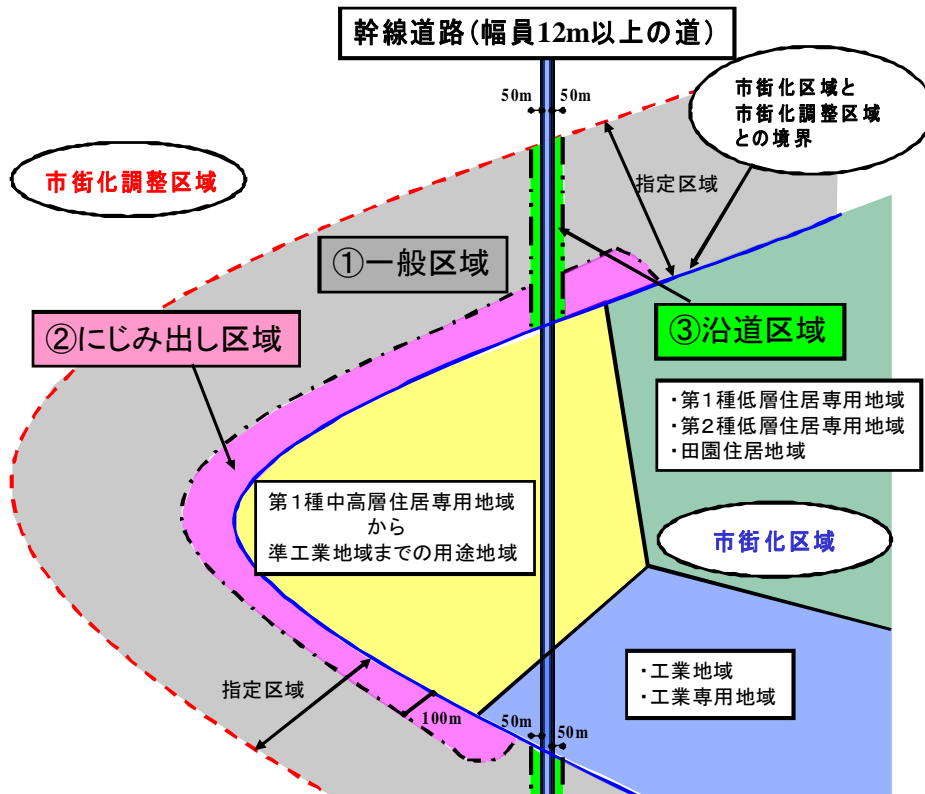 幹線道路(幅員12m以上の道)
50m
50m
市街化区域と
市街化調整区域
との境界
市街化調整区域
指定区域
①一般区域
②にじみ出し区域
③沿道区域
・第1種低層住居専用地域
・第2種低層住居専用地域
・田園住居地域
第1種中高層住居専用地域
から
準工業地域までの用途地域
市街化区域
・工業地域
・工業専用地域
指定区域
100m
50m
50m